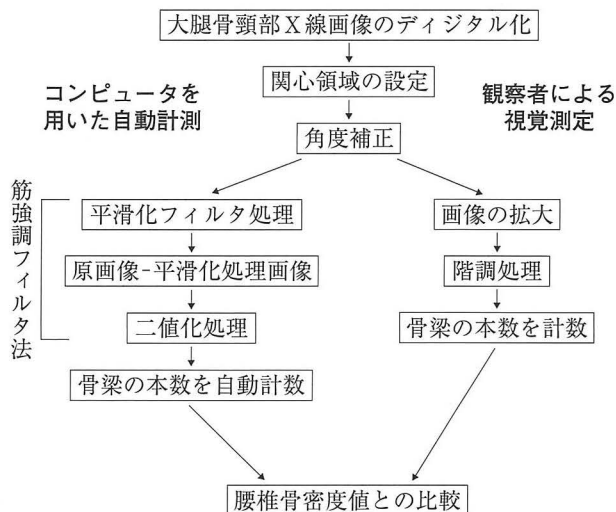 大腿骨頸部X線画像のディジタル化
関心領域の設定
コンピュータを
用いた自動計測
観察者による
視覚測定
角度補正
筋強調フィルタ法
平滑化フィルタ処理
画像の拡大
原画像-平滑化処理画像
階調処理
二値化処理
骨梁の本数を計数
骨梁の本数を自動計数
腰椎骨密度値との比較